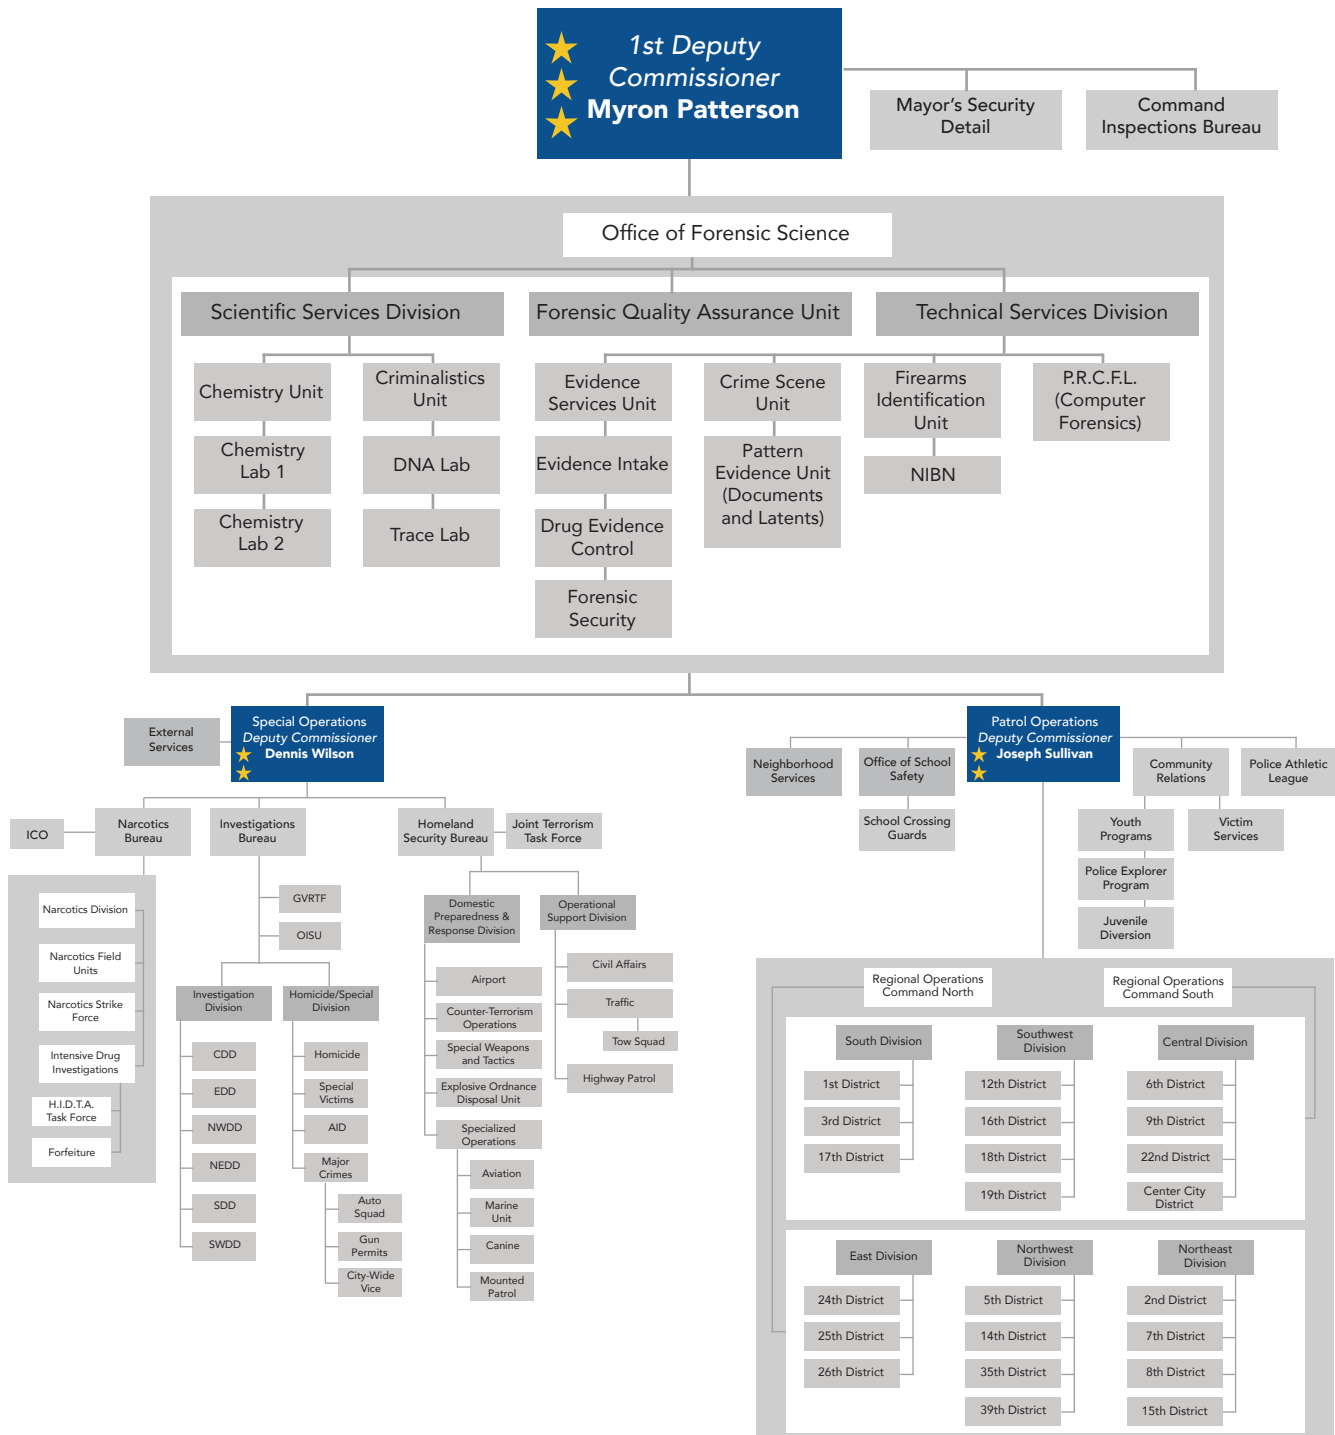 1st Deputy
Commissioner
Myron Patterson
Mayor’s Security
Detail
Command
Inspections Bureau
Office of Forensic Science
Scientific Services Division
Forensic Quality Assurance Unit
Technical Services Division
Chemistry Unit
Chemistry
Lab 1
Chemistry
Lab 2
Criminalistics
Unit
DNA Lab
Trace Lab
Evidence
Services Unit
Evidence Intake
Drug Evidence
Control
Forensic
Security
Crime Scene
Unit
Pattern
Evidence Unit
(Documents
and Latents)
Firearms
Identification
Unit
NIBN
P.R.C.F.L.
(Computer
Forensics)
External
Services
Special Operations
Deputy Commissioner
Dennis Wilson
ICO
Narcotics
Bureau
Investigations
Bureau
Homeland
Security Bureau
Joint Terrorism
Task Force
Narcotics Division
Narcotics Field
Units
Narcotics Strike
Force
Intensive Drug
Investigations
H.I.D.T.A.
Task Force
Forfeiture
GVRTF
OISU
Investigation
Division
CDD
EDD
NWDD
NEDD
SDD
SWDD
Homicide/Special
Division
Homicide
Special
Victims
AID
Major
Crimes
Auto
Squad
Gun
Permits
City-Wide
Vice
Domestic
Preparedness &
Response Division
Airport
Counter-Terrorism
Operations
Special Weapons
and Tactics
Explosive Ordnance
Disposal Unit
Specialized
Operations
Aviation
Marine
Unit
Canine
Mounted
Patrol
Operational
Support Division
Civil Affairs
Traffic
Tow Squad
Highway Patrol
Patrol Operations
Deputy Commissioner
Joseph Sullivan
Neighborhood
Services
Office of School
Safety
School Crossing
Guards
Community
Relations
Police Athletic
League
Youth
Programs
Victim
Services
Police Explorer
Program
Juvenile
Diversion
Regional Operations
Command North
Regional Operations
Command South
South Division
1st District
3rd District
17th District
Southwest
Division
12th District
16th District
18th District
19th District
Central Division
6th District
9th District
22nd District
Center City
District
East Division
24th District
25th District
26th District
Northwest
Division
5th District
14th District
35th District
39th District
Northeast
Division
2nd District
7th District
8th District
15th District